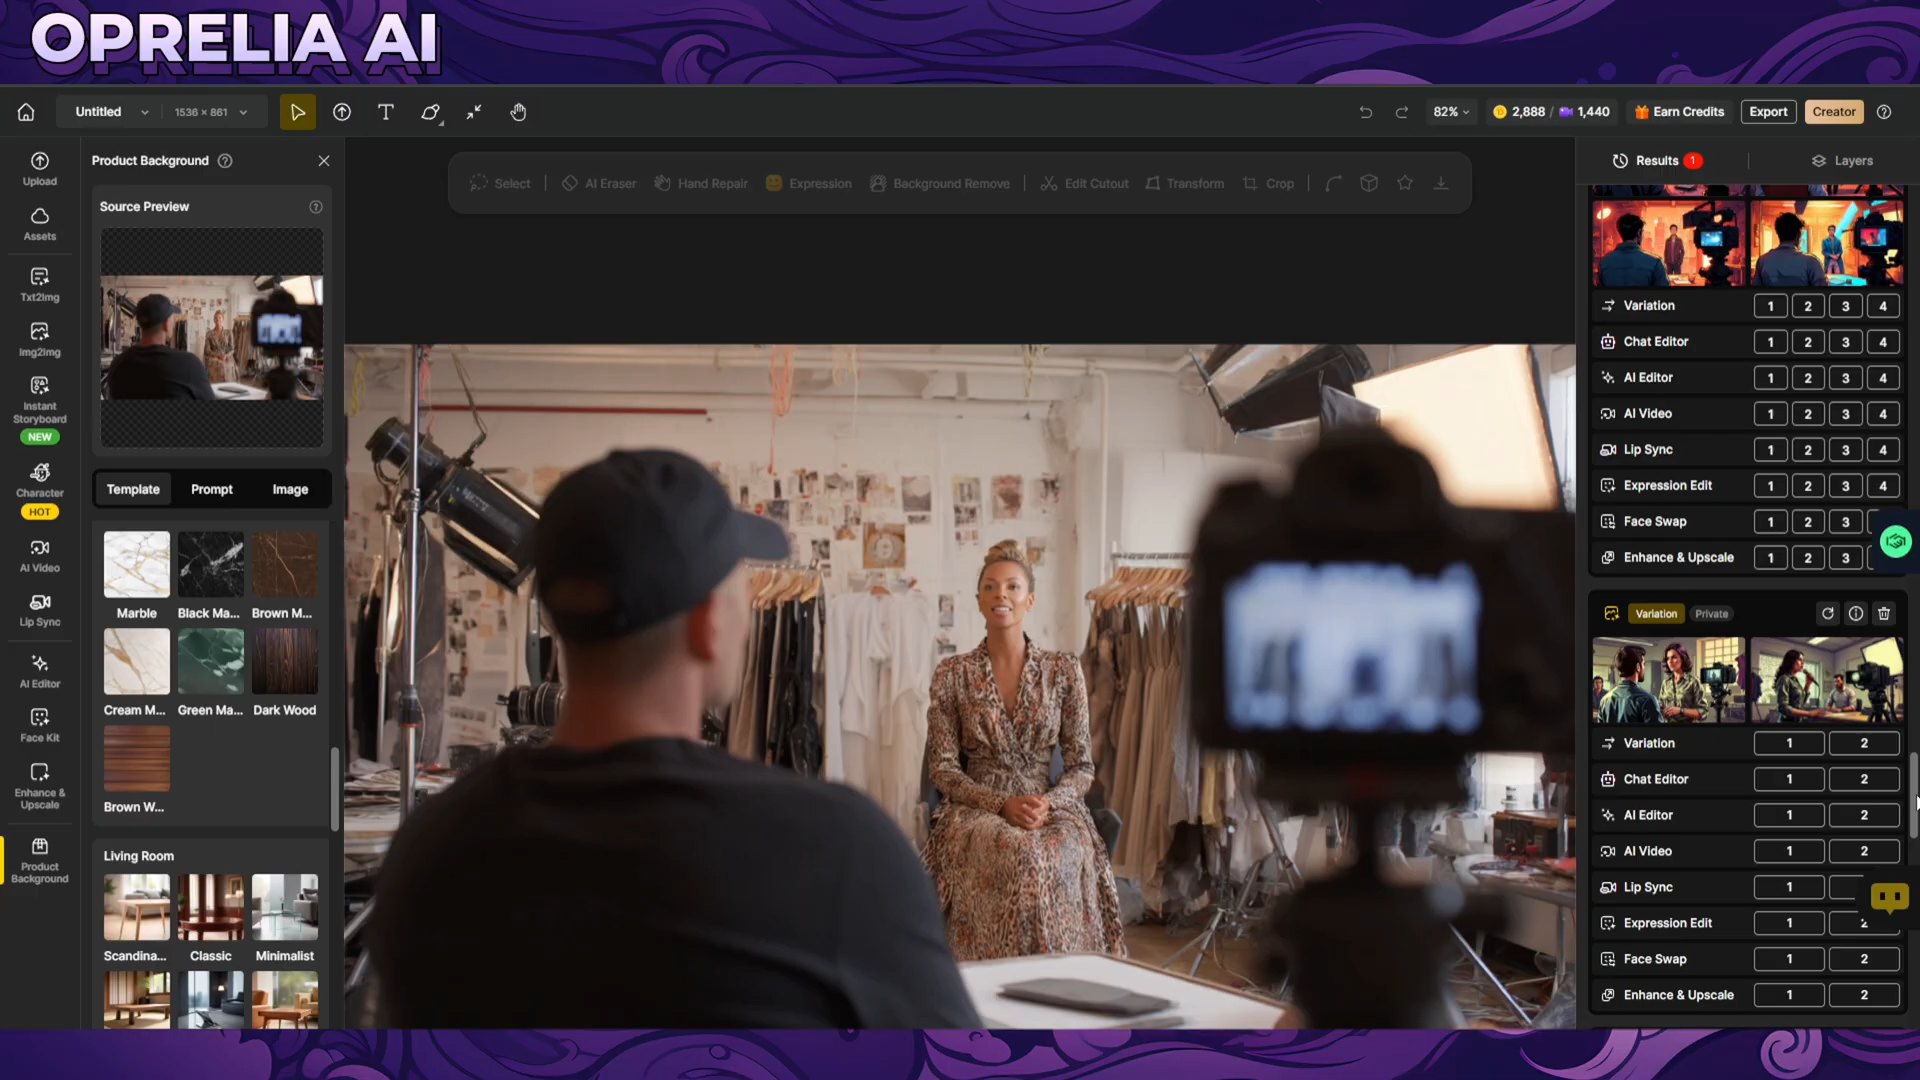 OPRELIA AI
Untitled
1536 × 861
82%
2,888 / 1,440
Earn Credits
Export
Creator
Upload
Assets
Txt2Img
Img2Img
Instant
Storyboard
NEW
Character
HOT
AI Video
Lip Sync
AI Editor
Face Kit
Enhance &
Upscale
Product
Background
Product Background
Source Preview
Template Prompt Image
Marble Black Ma... Brown M...
Cream M... Green Ma... Dark Wood
Brown W...
Living Room
Scandina... Classic Minimalist
Select AI Eraser Hand Repair Expression Background Remove Edit Cutout Transform Crop
Results 1 Layers
Variation 1 2 3 4
Chat Editor 1 2 3 4
AI Editor 1 2 3 4
AI Video 1 2 3 4
Lip Sync 1 2 3 4
Expression Edit 1 2 3 4
Face Swap 1 2 3
Enhance & Upscale 1 2 3
Variation Private
Variation 1 2
Chat Editor 1 2
AI Editor 1 2
AI Video 1 2
Lip Sync 1
Expression Edit 1 2
Face Swap 1 2
Enhance & Upscale 1 2